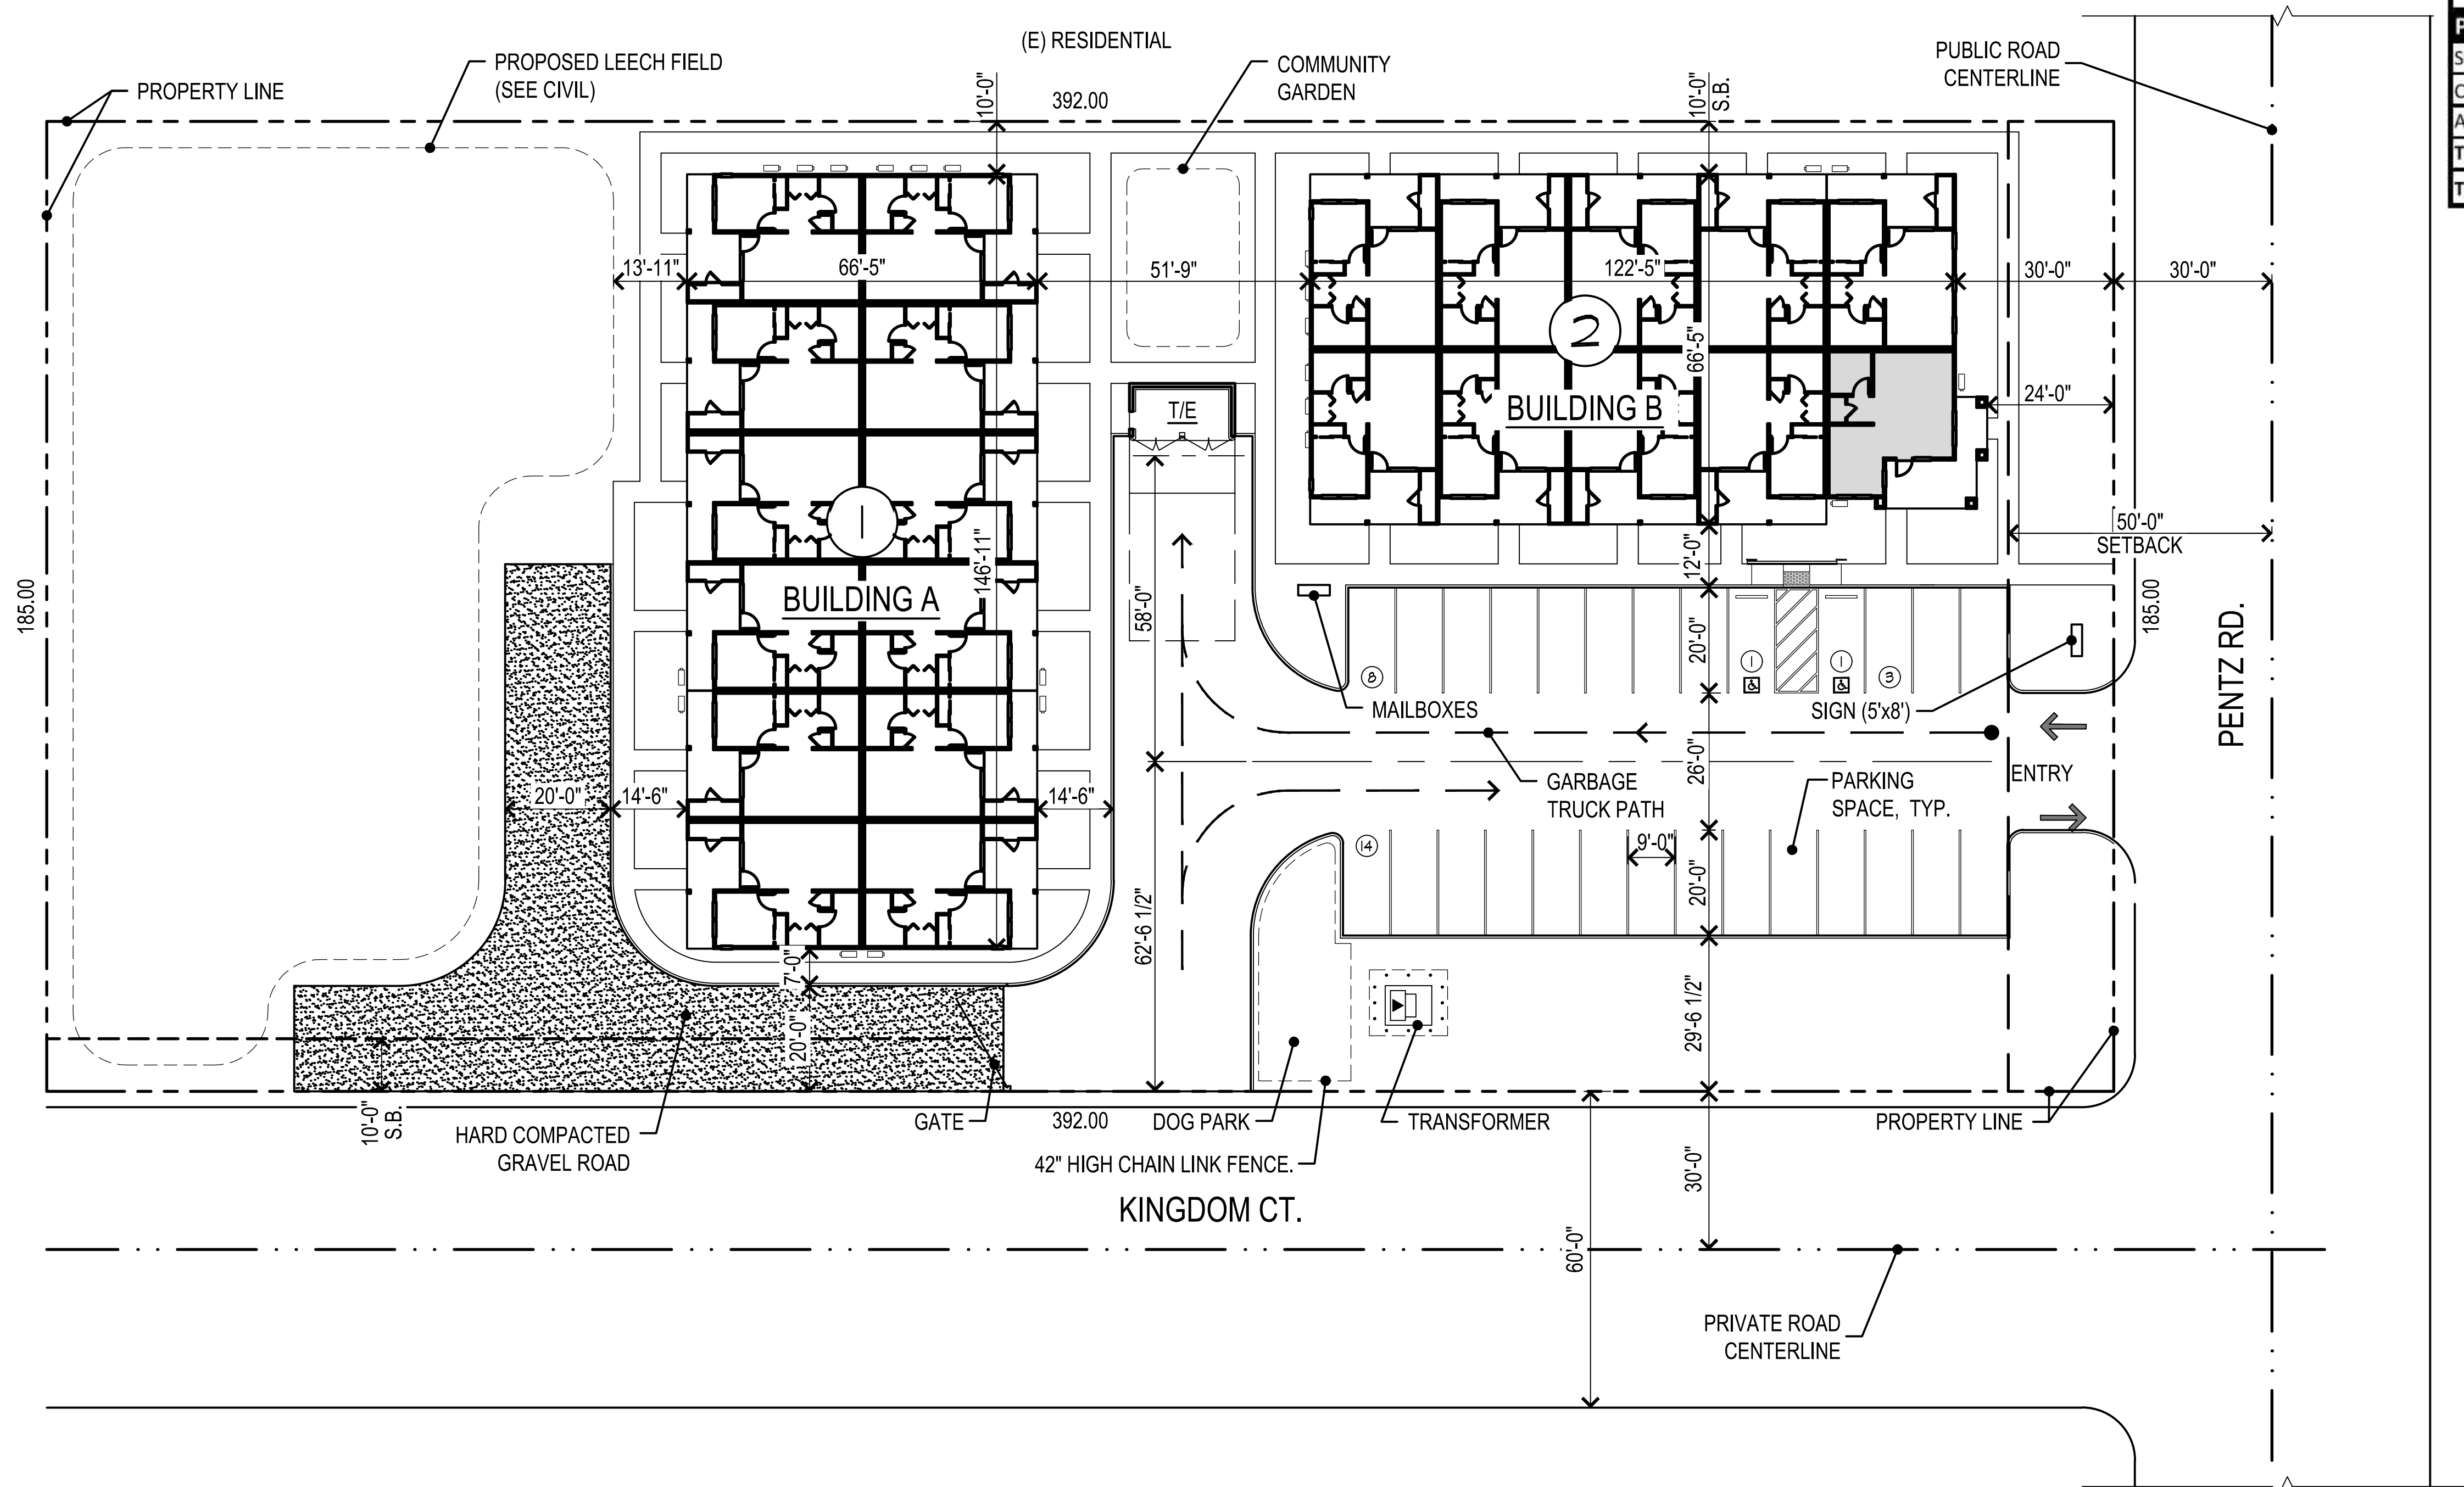 (E) RESIDENTIAL
PROPOSED LEECH FIELD
(SEE CIVIL)
PROPERTY LINE
COMMUNITY
GARDEN
PUBLIC ROAD
CENTERLINE
10'-0"
392.00
10'-0"
S.B.
13'-11"
66'-5"
51'-9"
122'-5"
30'-0"
30'-0"
2
66'-5"
24'-0"
T/E
BUILDING B
1
50'-0"
SETBACK
12'-0"
146'-11"
BUILDING A
58'-0"
185.00
185.00
20'-0"
1
1
8
3
MAILBOXES
SIGN (5'x8')
PENTZ RD.
26'-0"
ENTRY
GARBAGE
TRUCK PATH
PARKING
SPACE, TYP.
20'-0"
14'-6"
14'-6"
14
9'-0"
20'-0"
62'-6 1/2"
7'-0"
20'-0"
29'-6 1/2"
10'-0"
S.B.
HARD COMPACTED
GRAVEL ROAD
GATE
392.00
DOG PARK
TRANSFORMER
PROPERTY LINE
42" HIGH CHAIN LINK FENCE.
30'-0"
KINGDOM CT.
60'-0"
PRIVATE ROAD
CENTERLINE